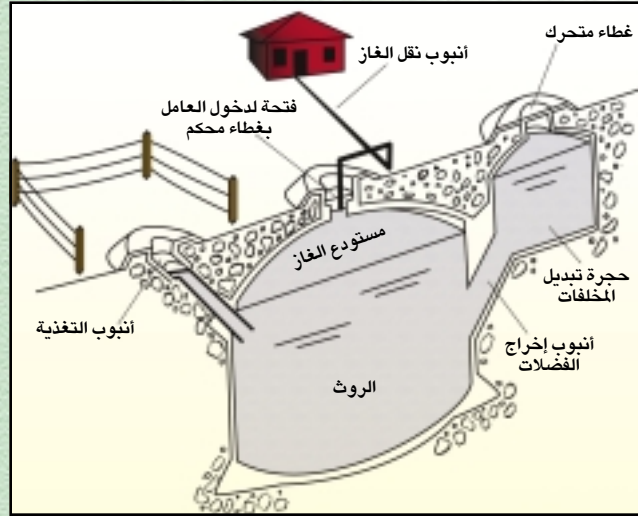 غطاء متحرك
أنبوب نقل الغاز
فتحة لدخول العامل
بغطاء محكم
مستودع الغاز
حجرة تبديل
المخلفات
أنبوب التغذية
أنبوب إخراج
الفضلات
الروث